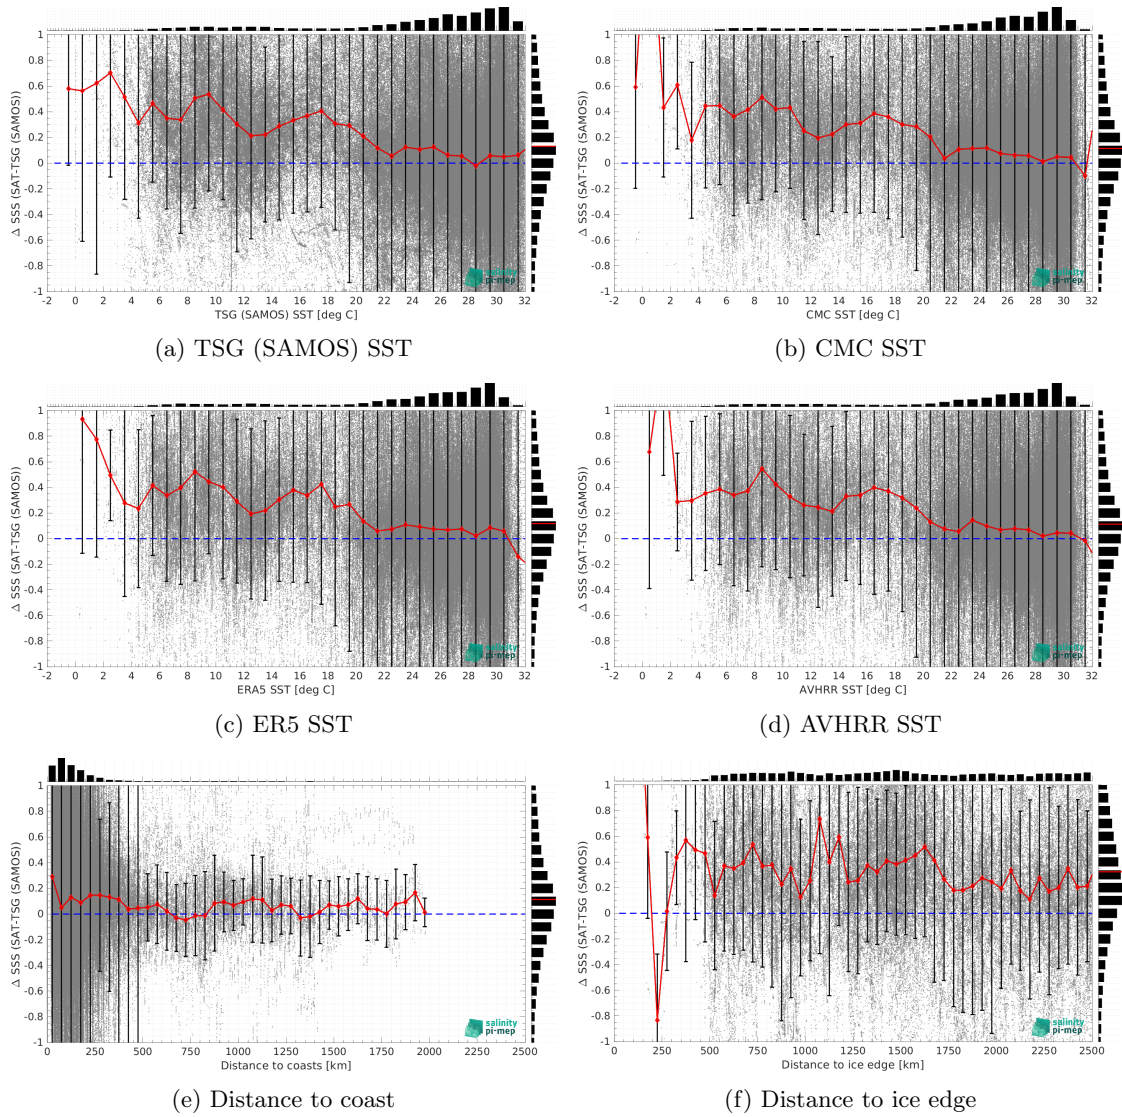 1
0.8
0.6
0.4
0.2
0
-0.2
-0.4
-0.6
-0.8
-1
Δ SSS (SAT-TSG (SAMOS))
salinity
pi-mep
-2 0 2 4 6 8 10 12 14 16 18 20 22 24 26 28 30 32
TSG (SAMOS) SST [deg C]
(a) TSG (SAMOS) SST
1
0.8
0.6
0.4
0.2
0
-0.2
-0.4
-0.6
-0.8
-1
Δ SSS (SAT-TSG (SAMOS))
salinity
pi-mep
-2 0 2 4 6 8 10 12 14 16 18 20 22 24 26 28 30 32
CMC SST [deg C]
(b) CMC SST
1
0.8
0.6
0.4
0.2
0
-0.2
-0.4
-0.6
-0.8
-1
Δ SSS (SAT-TSG (SAMOS))
salinity
pi-mep
-2 0 2 4 6 8 10 12 14 16 18 20 22 24 26 28 30 32
ERA5 SST [deg C]
(c) ER5 SST
1
0.8
0.6
0.4
0.2
0
-0.2
-0.4
-0.6
-0.8
-1
Δ SSS (SAT-TSG (SAMOS))
salinity
pi-mep
-2 0 2 4 6 8 10 12 14 16 18 20 22 24 26 28 30 32
AVHRR SST [deg C]
(d) AVHRR SST
1
0.8
0.6
0.4
0.2
0
-0.2
-0.4
-0.6
-0.8
-1
Δ SSS (SAT-TSG (SAMOS))
salinity
pi-mep
0 250 500 750 1000 1250 1500 1750 2000 2250 2500
Distance to coasts [km]
(e) Distance to coast
1
0.8
0.6
0.4
0.2
0
-0.2
-0.4
-0.6
-0.8
-1
Δ SSS (SAT-TSG (SAMOS))
salinity
pi-mep
0 250 500 750 1000 1250 1500 1750 2000 2250 2500
Distance to ice edge [km]
(f) Distance to ice edge